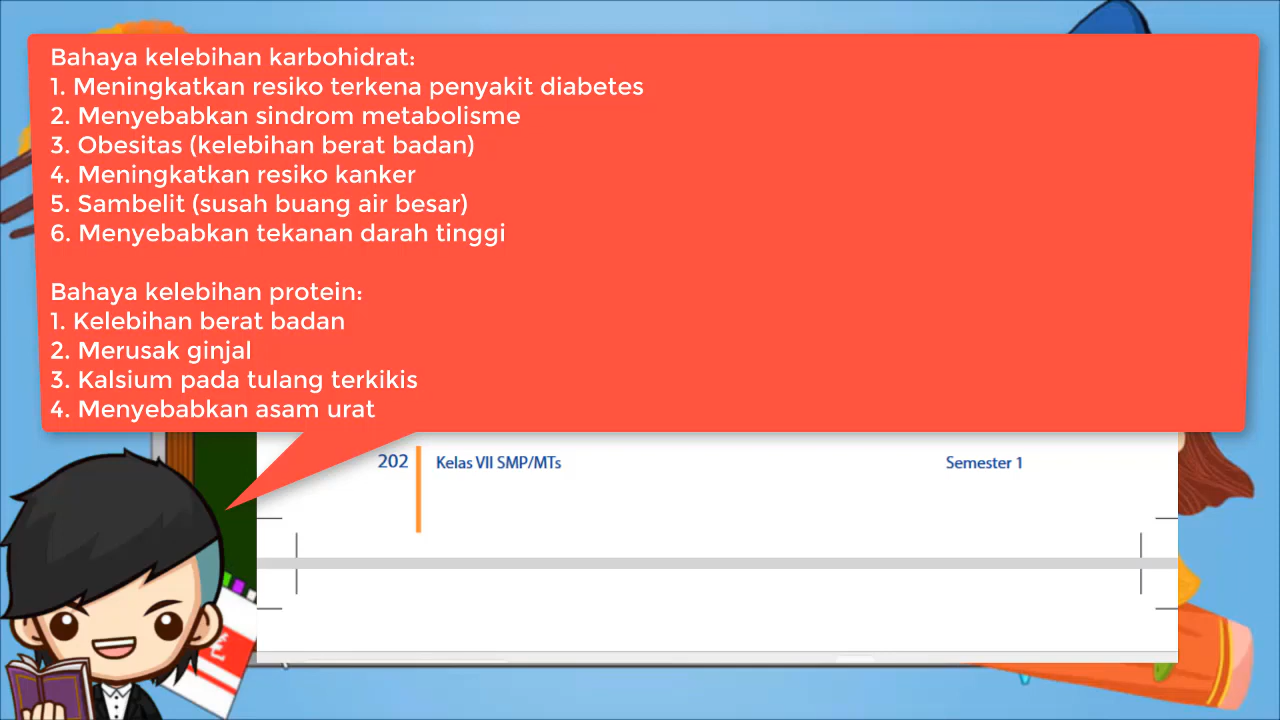 Bahaya kelebihan karbohidrat:
1. Meningkatkan resiko terkena penyakit diabetes
2. Menyebabkan sindrom metabolisme
3. Obesitas (kelebihan berat badan)
4. Meningkatkan resiko kanker
5. Sambelit (susah buang air besar)
6. Menyebabkan tekanan darah tinggi
Bahaya kelebihan protein:
1. Kelebihan berat badan
2. Merusak ginjal
3. Kalsium pada tulang terkikis
4. Menyebabkan asam urat
202 Kelas VII SMP/MTs Semester 1